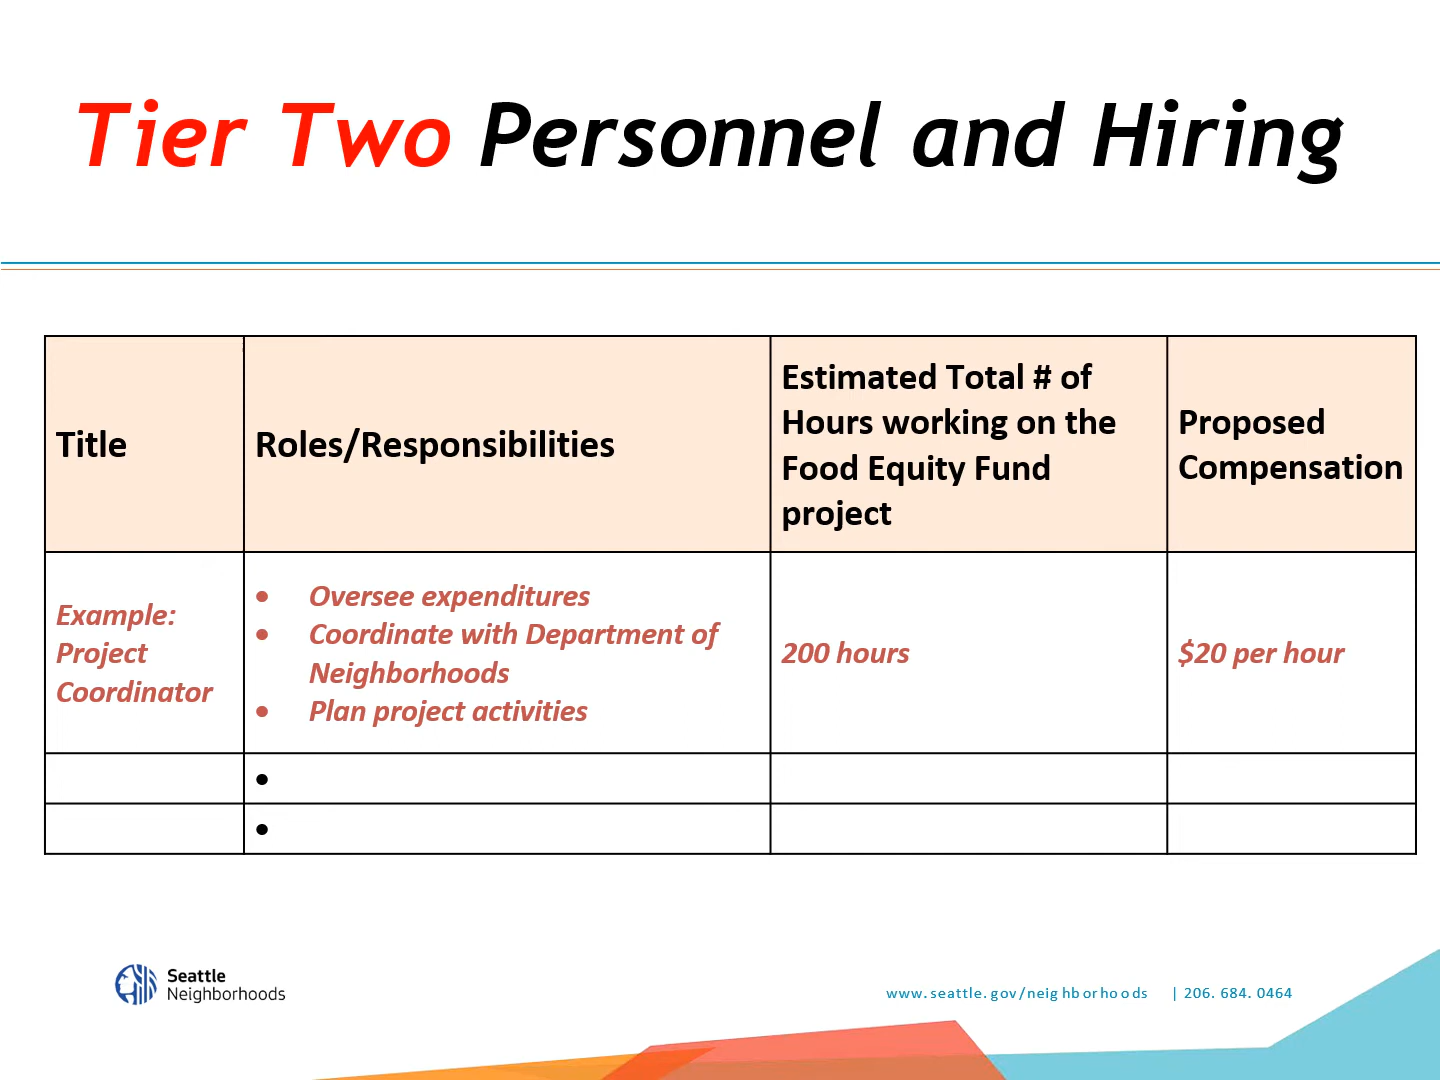 Tier Two Personnel and Hiring
Title
Roles/Responsibilities
Estimated Total # of
Hours working on the
Food Equity Fund
project
Proposed
Compensation
Example:
Project
Coordinator
• Oversee expenditures
• Coordinate with Department of
Neighborhoods
• Plan project activities
200 hours
$20 per hour
•
•
Seattle
Neighborhoods
www.seattle.gov/neighborhoods | 206. 684. 0464